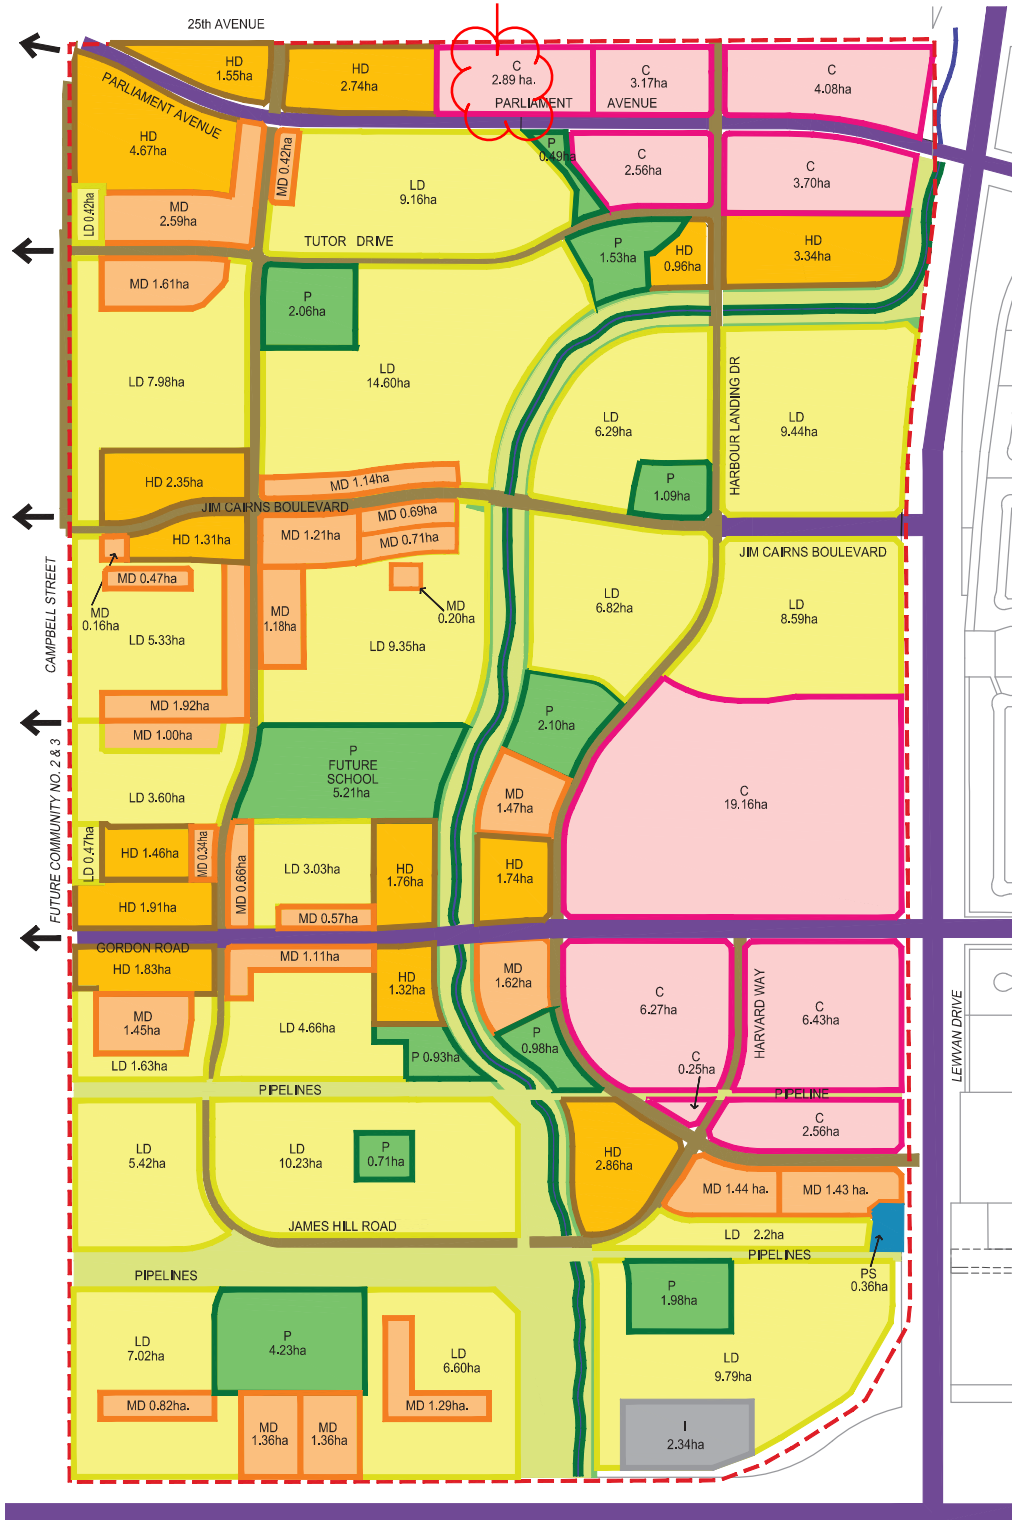 25th AVENUE
HD
1.55ha
HD
2.74ha
C
2.89 ha.
C
3.17ha
C
4.08ha
PARLIAMENT AVENUE
PARLIAMENT AVENUE
HD
4.67ha
MD 0.42ha
LD
9.16ha
P
0.49ha
C
2.56ha
C
3.70ha
LD 0.42ha
MD
2.59ha
TUTOR DRIVE
P
1.53ha
HD
0.96ha
HD
3.34ha
MD 1.61ha
P
2.06ha
LD 7.98ha
LD
14.60ha
LD
6.29ha
HARBOUR LANDING DR
LD
9.44ha
HD 2.35ha
MD 1.14ha
P
1.09ha
JIM CAIRNS BOULEVARD
MD 0.69ha
HD 1.31ha
MD 1.21ha
MD 0.71ha
JIM CAIRNS BOULEVARD
CAMPBELL STREET
MD 0.47ha
MD
0.16ha
MD
1.18ha
MD
0.20ha
LD
6.82ha
LD
8.59ha
LD 5.33ha
LD 9.35ha
MD 1.92ha
MD 1.00ha
P
2.10ha
FUTURE COMMUNITY NO. 2 & 3
P
FUTURE
SCHOOL
5.21ha
LD 3.60ha
MD
1.47ha
C
19.16ha
LD 0.47ha
HD 1.46ha
MD 0.34ha
MD 0.66ha
LD 3.03ha
HD
1.76ha
HD
1.74ha
HD 1.91ha
MD 0.57ha
GORDON ROAD
HD 1.83ha
MD 1.11ha
HD
1.32ha
MD
1.62ha
C
6.27ha
HARVARD WAY
C
6.43ha
LEWVAN DRIVE
MD
1.45ha
LD 4.66ha
P 0.93ha
P
0.98ha
C
0.25ha
LD 1.63ha
PIPELINES
PIPELINE
C
2.56ha
LD
5.42ha
LD
10.23ha
P
0.71ha
HD
2.86ha
MD 1.44 ha.
MD 1.43 ha.
JAMES HILL ROAD
LD 2.2ha
PIPELINES
PIPELINES
PS
0.36ha
P
1.98ha
LD
7.02ha
P
4.23ha
LD
6.60ha
LD
9.79ha
MD 0.82ha.
MD 1.29ha.
MD
1.36ha
MD
1.36ha
I
2.34ha